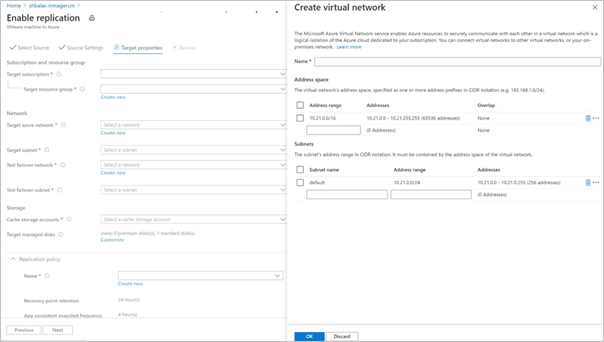 Home > shbalas-inmagercm >
Enable replication
VMware machine to Azure
Select Source
Source Settings
3 Target properties
4 Review
Subscription and resource group
Target subscription *
Target resource group *
Create new
Network
Target azure network *
Select a network
Create new
Target subnet *
Select a network
Test failover network *
Select a network
Create new
Test failover subnet *
Storage
Cache storage accounts *
Select a cache storage account
Target managed disks
(new) 0 premium disk(s), 1 standard disk(s)
Customize
Replication policy
Name *
Create new
Recovery point retention
24 hour(s)
App consistent snapshot frequency
4 hour(s)
Previous
Next
Create virtual network
The Microsoft Azure Virtual Network service enables Azure resources to securely communicate with each other in a virtual network which is a
logical isolation of the Azure cloud dedicated to your subscription. You can connect virtual networks to other virtual networks, or your on-
premises network. Learn more
Name *
Address space
The virtual network's address space, specified as one or more address prefixes in CIDR notation (e.g. 192.168.1.0/24).
Address range Addresses Overlap
10.21.0.0/16 10.21.0.0 - 10.21.255.255 (65536 addresses) None
(0 Addresses) None
Subnets
The subnet's address range in CIDR notation. It must be contained by the address space of the virtual network.
Subnet name Address range Addresses
default 10.21.0.0/24 10.21.0.0 - 10.21.0.255 (256 addresses)
(0 Addresses)
OK
Discard